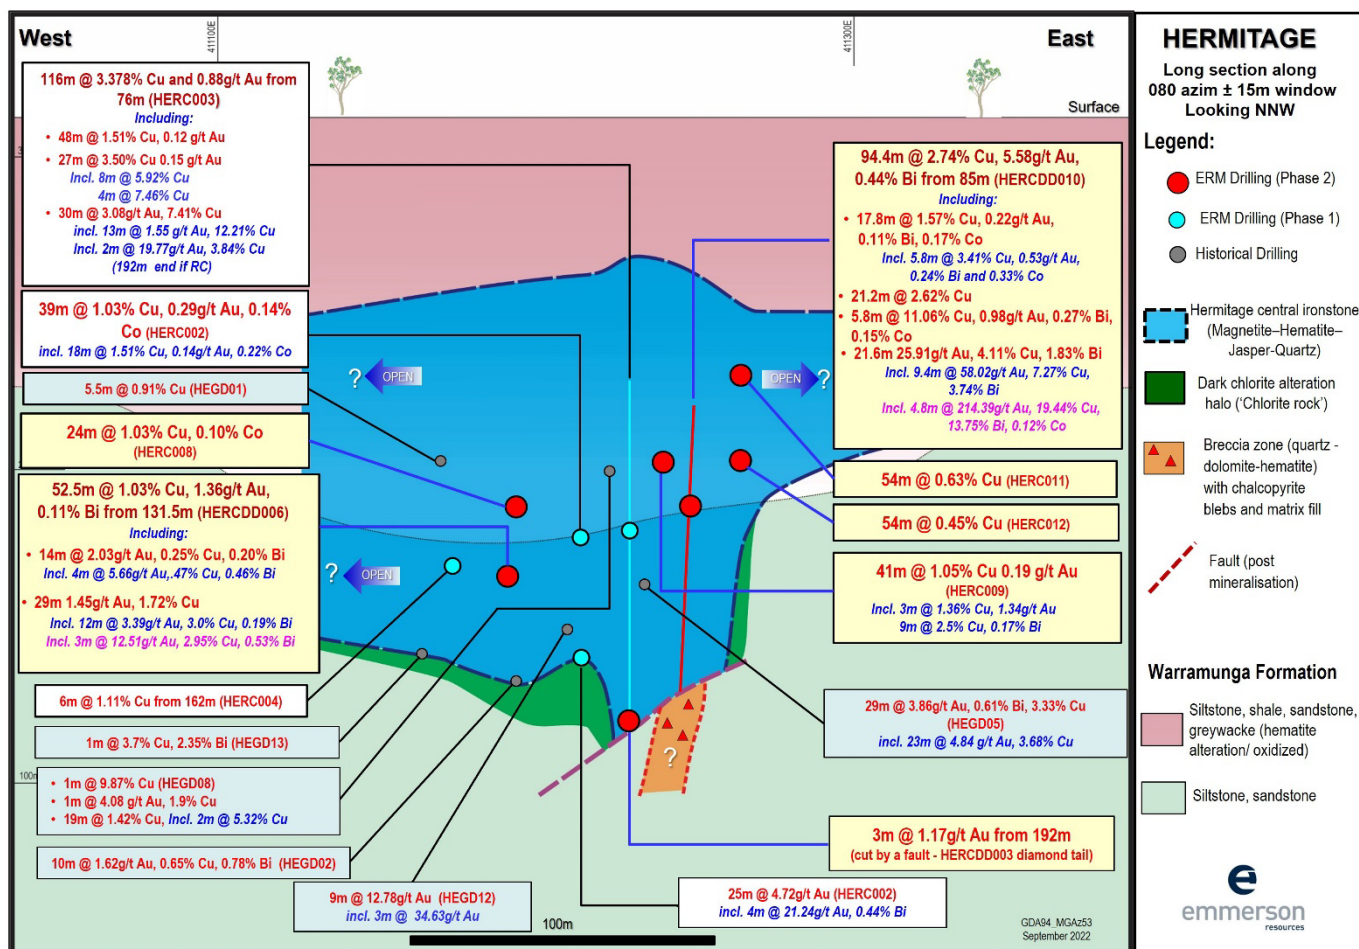 West
411100E
411300E
East
Surface
116m @ 3.378% Cu and 0.88g/t Au from
76m (HERC003)
Including:
• 48m @ 1.51% Cu, 0.12 g/t Au
• 27m @ 3.50% Cu 0.15 g/t Au
Incl. 8m @ 5.92% Cu
4m @ 7.46% Cu
• 30m @ 3.08g/t Au, 7.41% Cu
incl. 13m @ 1.55 g/t Au, 12.21% Cu
Incl. 2m @ 19.77g/t Au, 3.84% Cu
(192m end if RC)
39m @ 1.03% Cu, 0.29g/t Au, 0.14%
Co (HERC002)
incl. 18m @ 1.51% Cu, 0.14g/t Au, 0.22% Co
5.5m @ 0.91% Cu (HEGD01)
24m @ 1.03% Cu, 0.10% Co
(HERC008)
52.5m @ 1.03% Cu, 1.36g/t Au,
0.11% Bi from 131.5m (HERCDD006)
Including:
• 14m @ 2.03g/t Au, 0.25% Cu, 0.20% Bi
Incl. 4m @ 5.66g/t Au,.47% Cu, 0.46% Bi
• 29m 1.45g/t Au, 1.72% Cu
Incl. 12m @ 3.39g/t Au, 3.0% Cu, 0.19% Bi
Incl. 3m @ 12.51g/t Au, 2.95% Cu, 0.53% Bi
6m @ 1.11% Cu from 162m (HERC004)
1m @ 3.7% Cu, 2.35% Bi (HEGD13)
• 1m @ 9.87% Cu (HEGD08)
• 1m @ 4.08 g/t Au, 1.9% Cu
• 19m @ 1.42% Cu, Incl. 2m @ 5.32% Cu
10m @ 1.62g/t Au, 0.65% Cu, 0.78% Bi (HEGD02)
9m @ 12.78g/t Au (HEGD12)
incl. 3m @ 34.63g/t Au
100m
? OPEN
? OPEN
OPEN ?
?
100m
94.4m @ 2.74% Cu, 5.58g/t Au,
0.44% Bi from 85m (HERCDD010)
Including:
• 17.8m @ 1.57% Cu, 0.22g/t Au,
0.11% Bi, 0.17% Co
Incl. 5.8m @ 3.41% Cu, 0.53g/t Au,
0.24% Bi and 0.33% Co
• 21.2m @ 2.62% Cu
• 5.8m @ 11.06% Cu, 0.98g/t Au, 0.27% Bi,
0.15% Co
• 21.6m 25.91g/t Au, 4.11% Cu, 1.83% Bi
Incl. 9.4m @ 58.02g/t Au, 7.27% Cu,
3.74% Bi
Incl. 4.8m @ 214.39g/t Au, 19.44% Cu,
13.75% Bi, 0.12% Co
54m @ 0.63% Cu (HERC011)
54m @ 0.45% Cu (HERC012)
41m @ 1.05% Cu 0.19 g/t Au
(HERC009)
Incl. 3m @ 1.36% Cu, 1.34g/t Au
9m @ 2.5% Cu, 0.17% Bi
29m @ 3.86g/t Au, 0.61% Bi, 3.33% Cu
(HEGD05)
incl. 23m @ 4.84 g/t Au, 3.68% Cu
3m @ 1.17g/t Au from 192m
(cut by a fault - HERCDD003 diamond tail)
25m @ 4.72g/t Au (HERC002)
incl. 4m @ 21.24g/t Au, 0.44% Bi
GDA94_MGAz53
September 2022
HERMITAGE
Long section along
080 azim ± 15m window
Looking NNW
Legend:
ERM Drilling (Phase 2)
ERM Drilling (Phase 1)
Historical Drilling
Hermitage central ironstone
(Magnetite–Hematite–
Jasper-Quartz)
Dark chlorite alteration
halo ('Chlorite rock')
Breccia zone (quartz -
dolomite-hematite)
with chalcopyrite
blebs and matrix fill
Fault (post
mineralisation)
Warramunga Formation
Siltstone, shale, sandstone,
greywacke (hematite
alteration/ oxidized)
Siltstone, sandstone
emmerson
resources